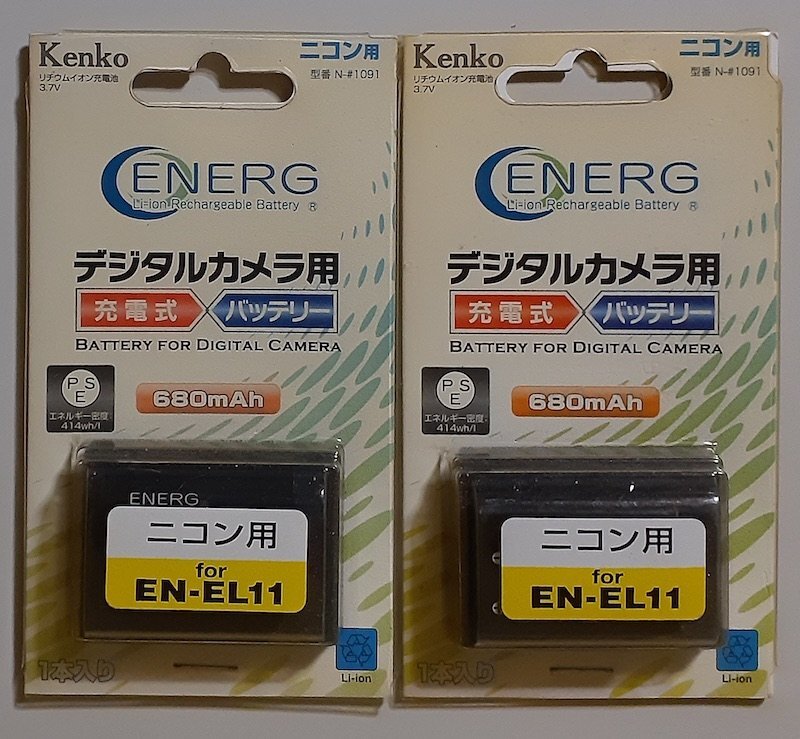 Kenko
リチウムイオン充電池
3.7V
ニコン用
型番 N-#1091
ENERG
Li-ion Rechargeable Battery ®
デジタルカメラ用
充電式 バッテリー
BATTERY FOR DIGITAL CAMERA
PSE
エネルギー密度:
414wh/l
680mAh
ENERG
ニコン用
for
EN-EL11
1本入り
Li-ion
Kenko
リチウムイオン充電池
3.7V
ニコン用
型番 N-#1091
ENERG
Li-ion Rechargeable Battery ®
デジタルカメラ用
充電式 バッテリー
BATTERY FOR DIGITAL CAMERA
PSE
エネルギー密度:
414wh/l
680mAh
ニコン用
for
EN-EL11
1本入り
Li-ion